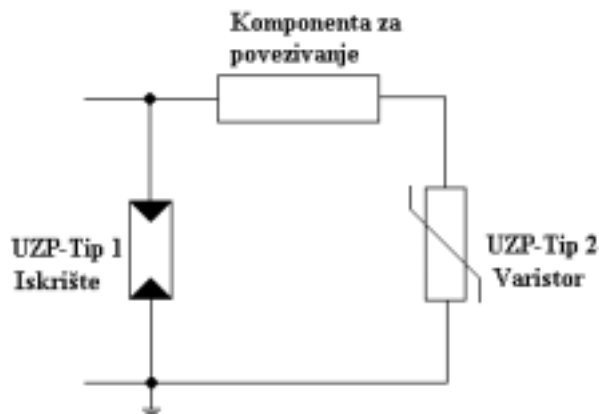 Komponenta za
povezivanje
UZP-Tip 1
Iskrište
UZP-Tip 2
Varistor